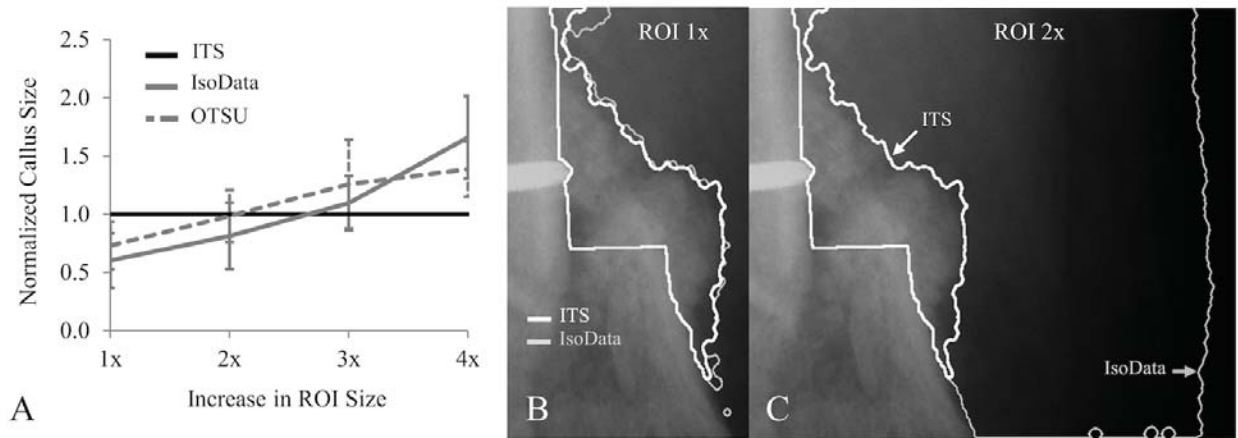 2.5
2.0
1.5
1.0
0.5
0.0
Normalized Callus Size
ITS
IsoData
OTSU
1x
2x
3x
4x
Increase in ROI Size
A
ROI 1x
ITS
IsoData
B
ROI 2x
ITS
IsoData
C